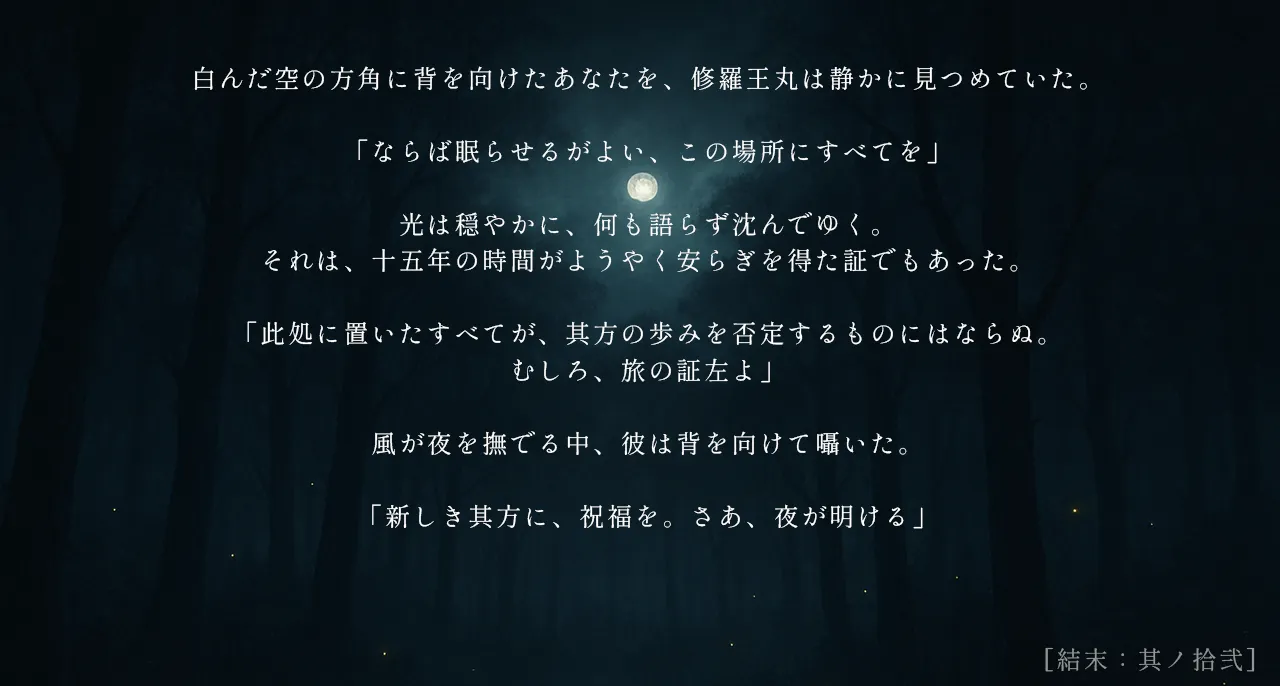 白んだ空の方角に背を向けたあなたを、修羅王丸は静かに見つめていた。
「ならば眠らせるがよい、この場所にすべてを」
光は穏やかに、何も語らず沈んでゆく。
それは、十五年の時間がようやく安らぎを得た証でもあった。
「此処に置いたすべてが、其方の歩みを否定するものにはならぬ。
むしろ、旅の証左よ」
風が夜を撫でる中、彼は背を向けて囁いた。
「新しき其方に、祝福を。さあ、夜が明ける」
[結末：其ノ拾弐]